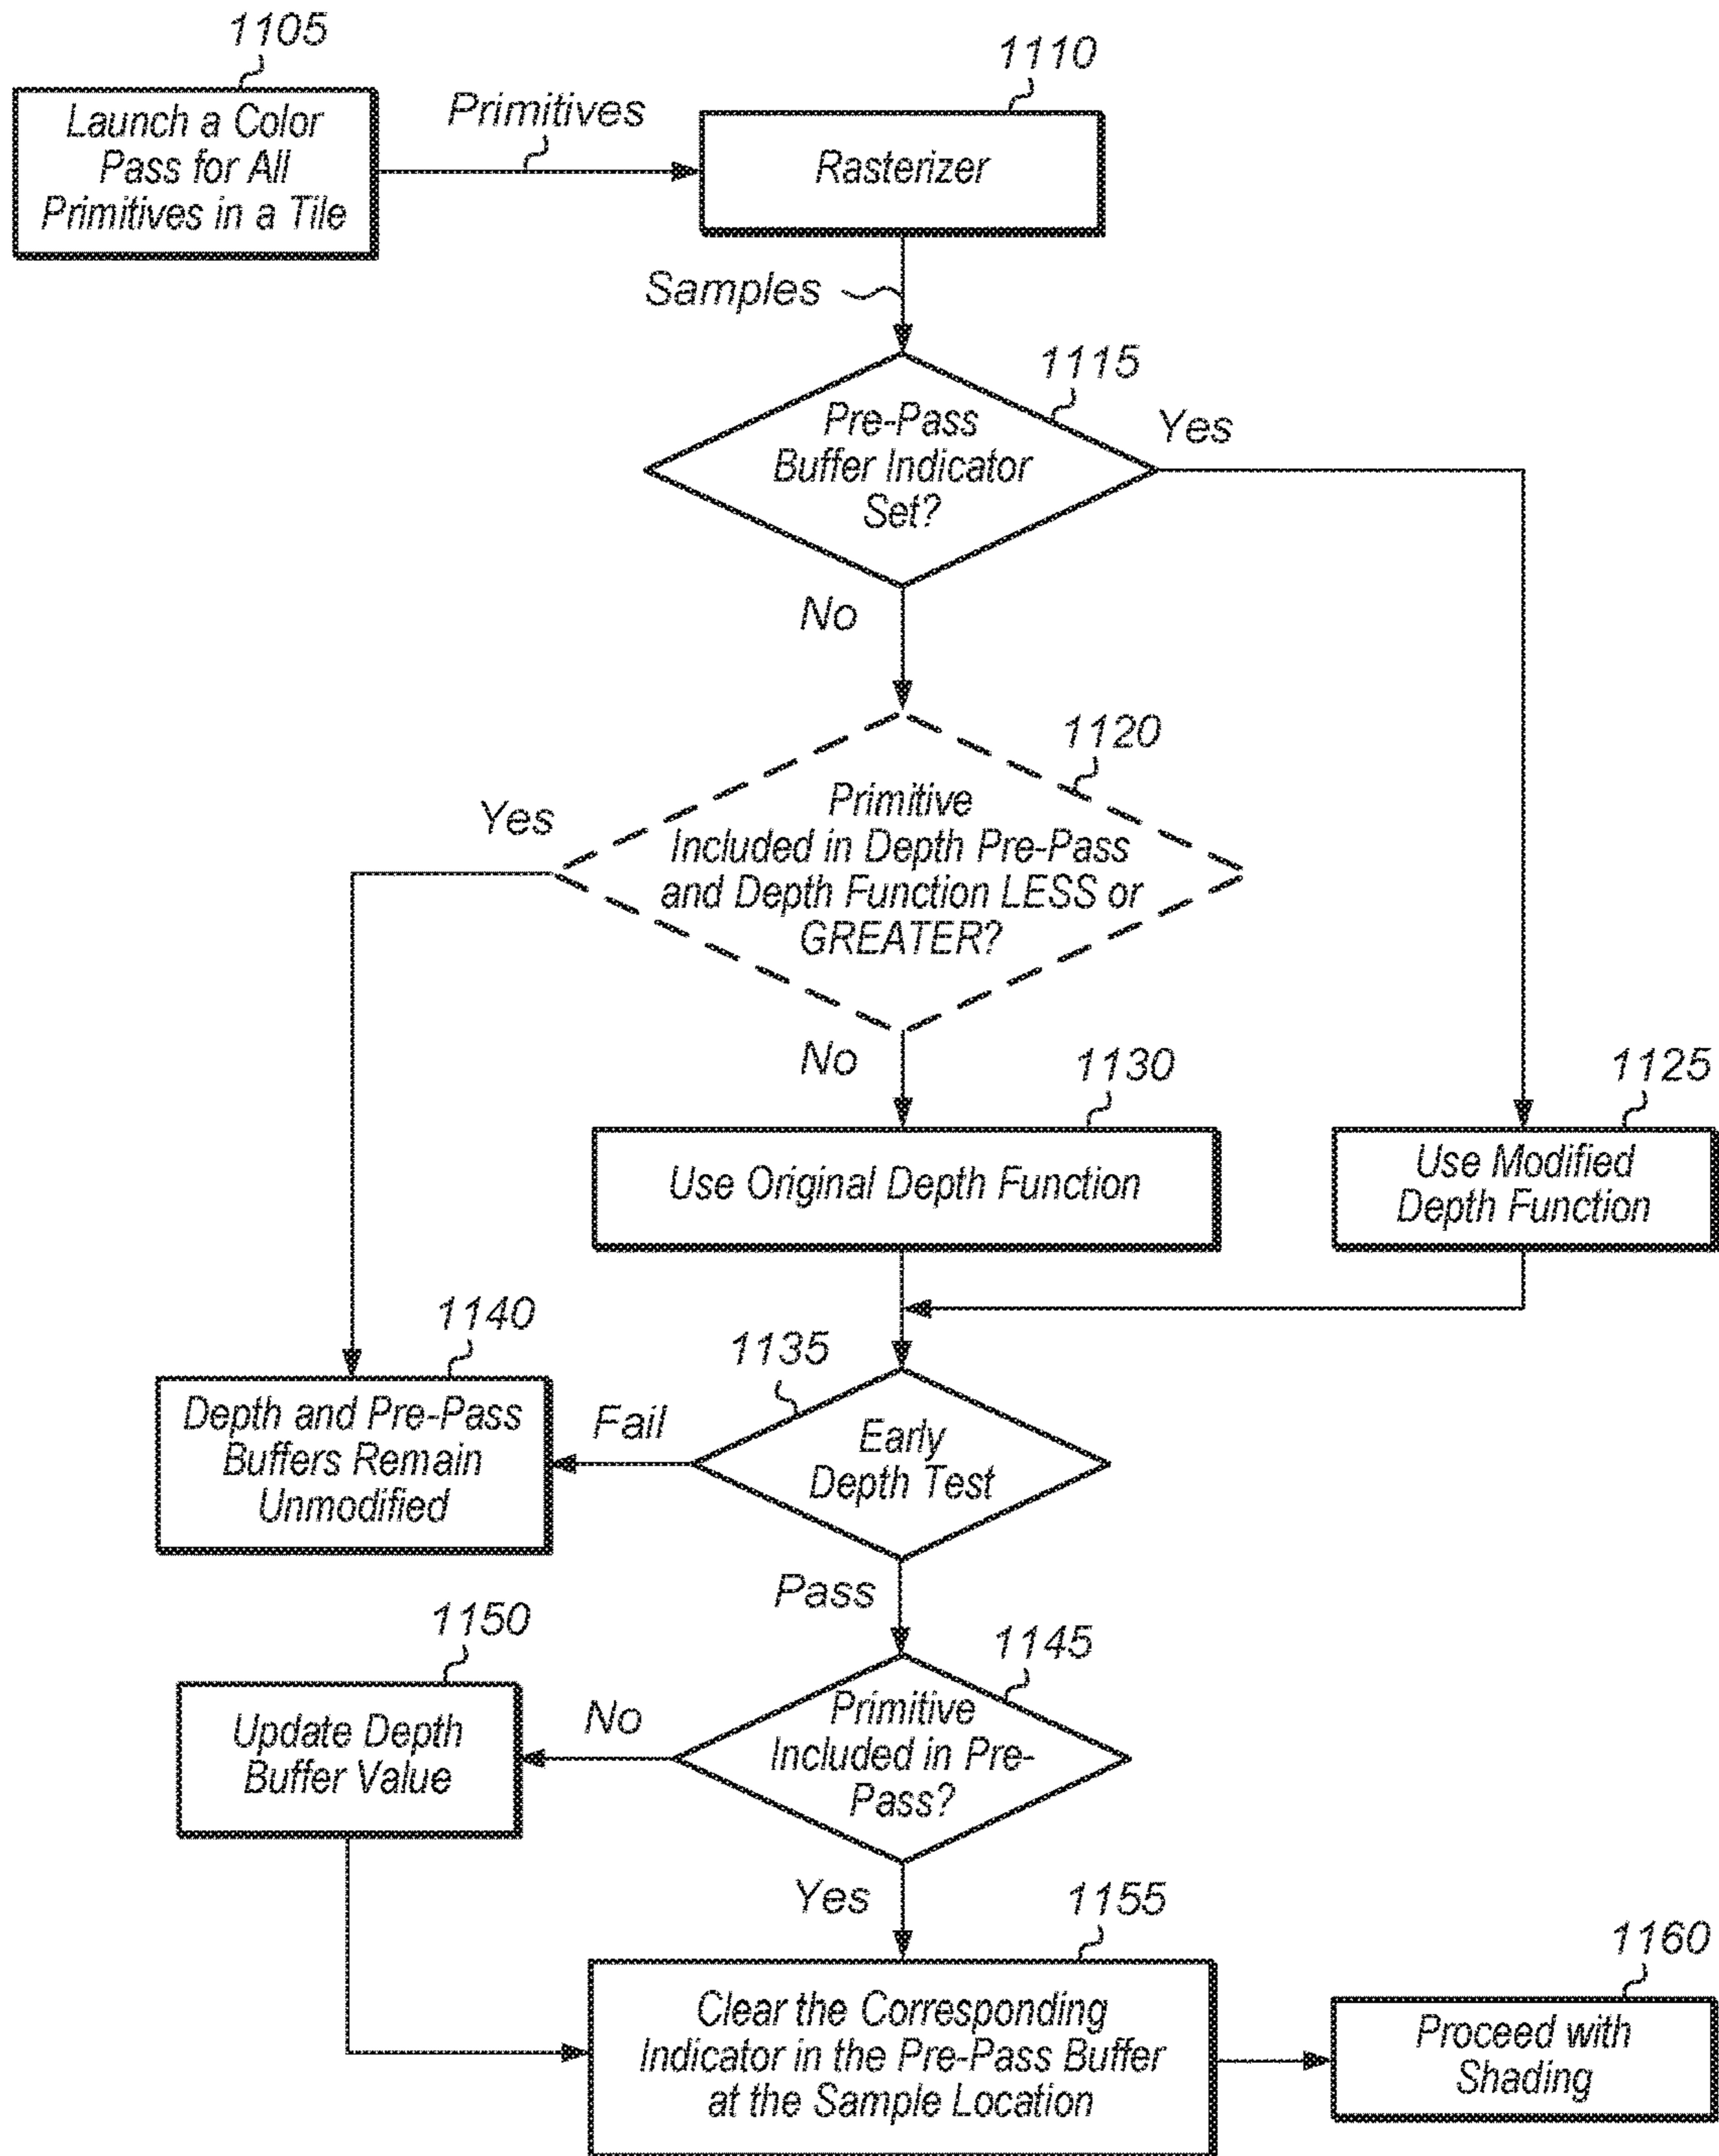 1105
Launch a Color
Pass for All
Primitives in a Tile
Primitives
1110
Rasterizer
Samples
1115
Pre-Pass
Buffer Indicator
Set?
Yes
No
1120
Primitive
Included in Depth Pre-Pass
and Depth Function LESS or
GREATER?
Yes
No
1130
Use Original Depth Function
1125
Use Modified
Depth Function
1140
Depth and Pre-Pass
Buffers Remain
Unmodified
1135
Early
Depth Test
Fail
Pass
1150
Update Depth
Buffer Value
1145
Primitive
Included in Pre-
Pass?
No
Yes
1155
Clear the Corresponding
Indicator in the Pre-Pass Buffer
at the Sample Location
1160
Proceed with
Shading